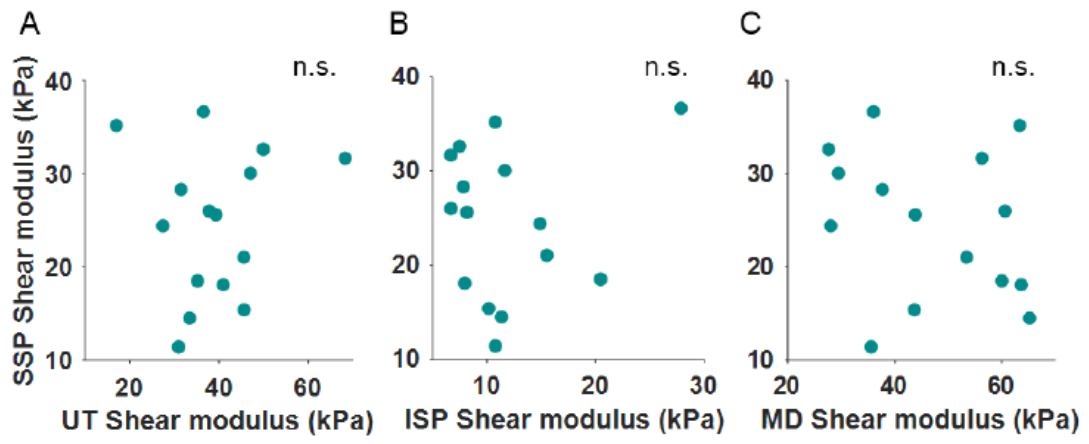 A
B
C
n.s.
n.s.
n.s.
SSP Shear modulus (kPa)
40
30
20
10
20
40
60
UT Shear modulus (kPa)
40
30
20
10
10
20
30
ISP Shear modulus (kPa)
40
30
20
10
20
40
60
MD Shear modulus (kPa)